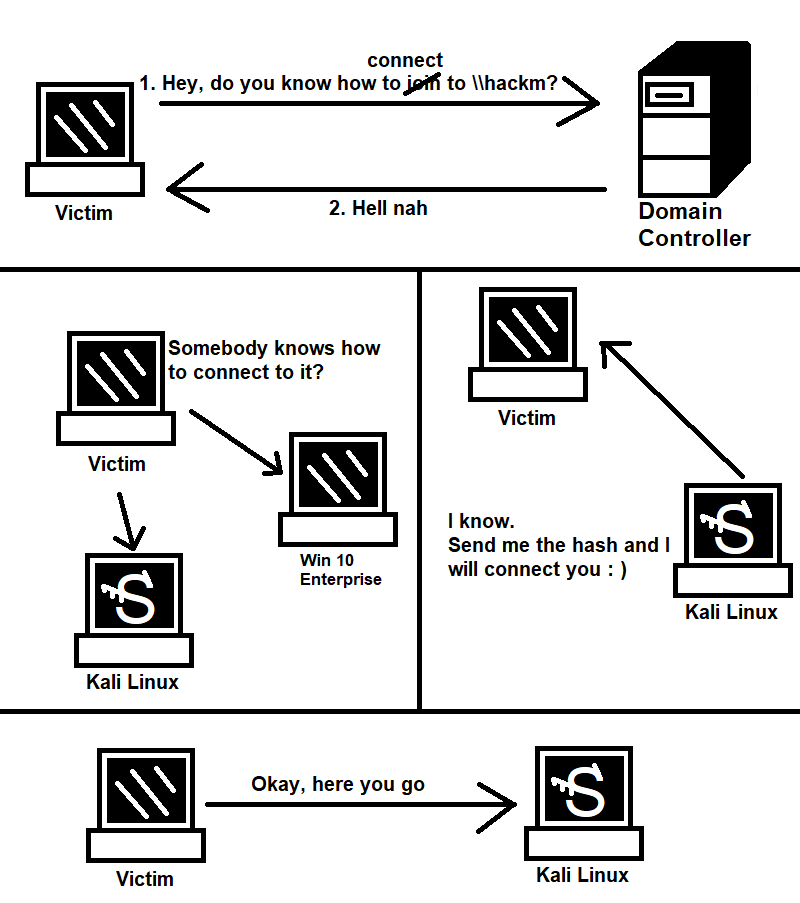 connect
1. Hey, do you know how to join to \\hackm?
2. Hell nah
Victim
Domain
Controller
Somebody knows how
to connect to it?
Victim
Win 10
Enterprise
Kali Linux
Victim
I know.
Send me the hash and I
will connect you : )
Kali Linux
Okay, here you go
Victim
Kali Linux